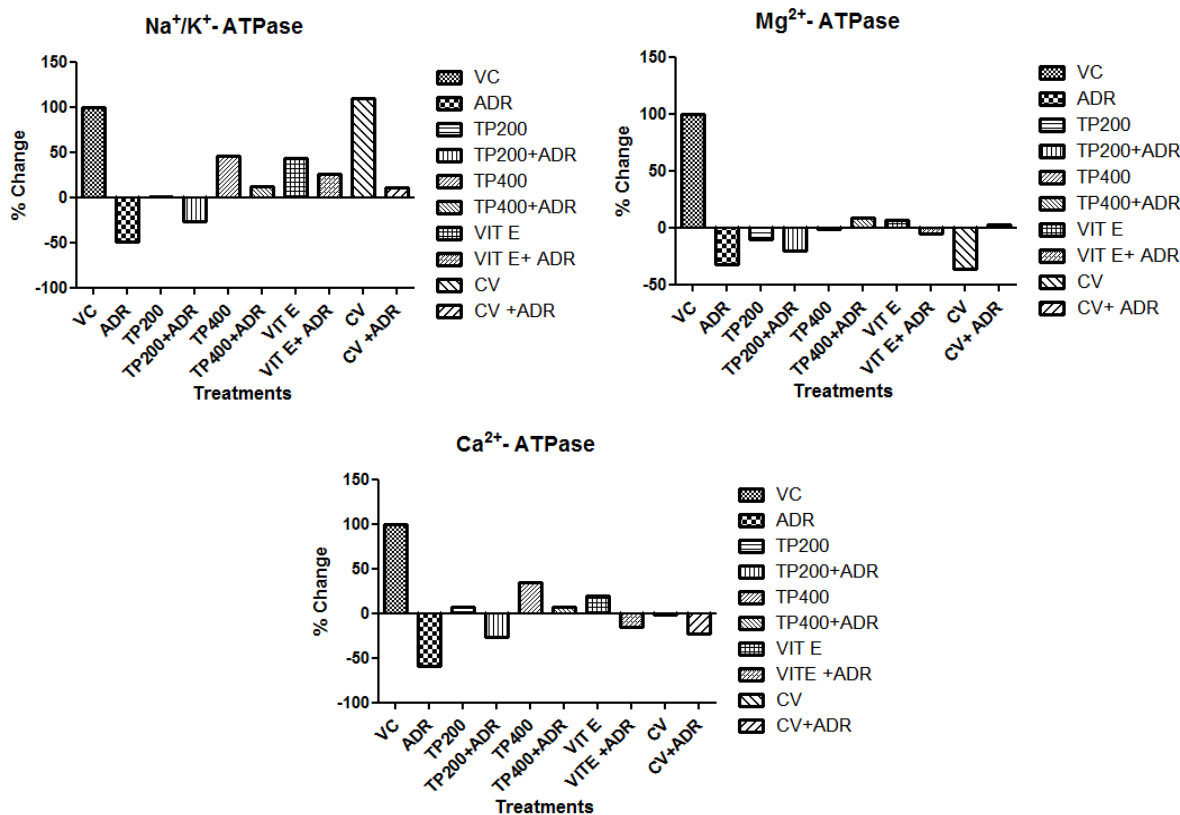 Na⁺/K⁺- ATPase
150
100
50
0
-50
-100
% Change
VC
ADR
TP200
TP200+ADR
TP400
TP400+ADR
VIT E
VIT E+ ADR
CV
CV +ADR
Treatments
VC
ADR
TP200
TP200+ADR
TP400
TP400+ADR
VIT E
VIT E+ ADR
CV
CV +ADR
Mg²⁺- ATPase
150
100
50
0
-50
% Change
VC
ADR
TP200
TP200+ADR
TP400
TP400+ADR
VIT E
VIT E+ ADR
CV
CV+ ADR
Treatments
VC
ADR
TP200
TP200+ADR
TP400
TP400+ADR
VIT E
VIT E+ ADR
CV
CV+ ADR
Ca²⁺- ATPase
150
100
50
0
-50
-100
% Change
VC
ADR
TP200
TP200+ADR
TP400
TP400+ADR
VIT E
VITE +ADR
CV
CV+ADR
Treatments
VC
ADR
TP200
TP200+ADR
TP400
TP400+ADR
VIT E
VITE +ADR
CV
CV+ADR